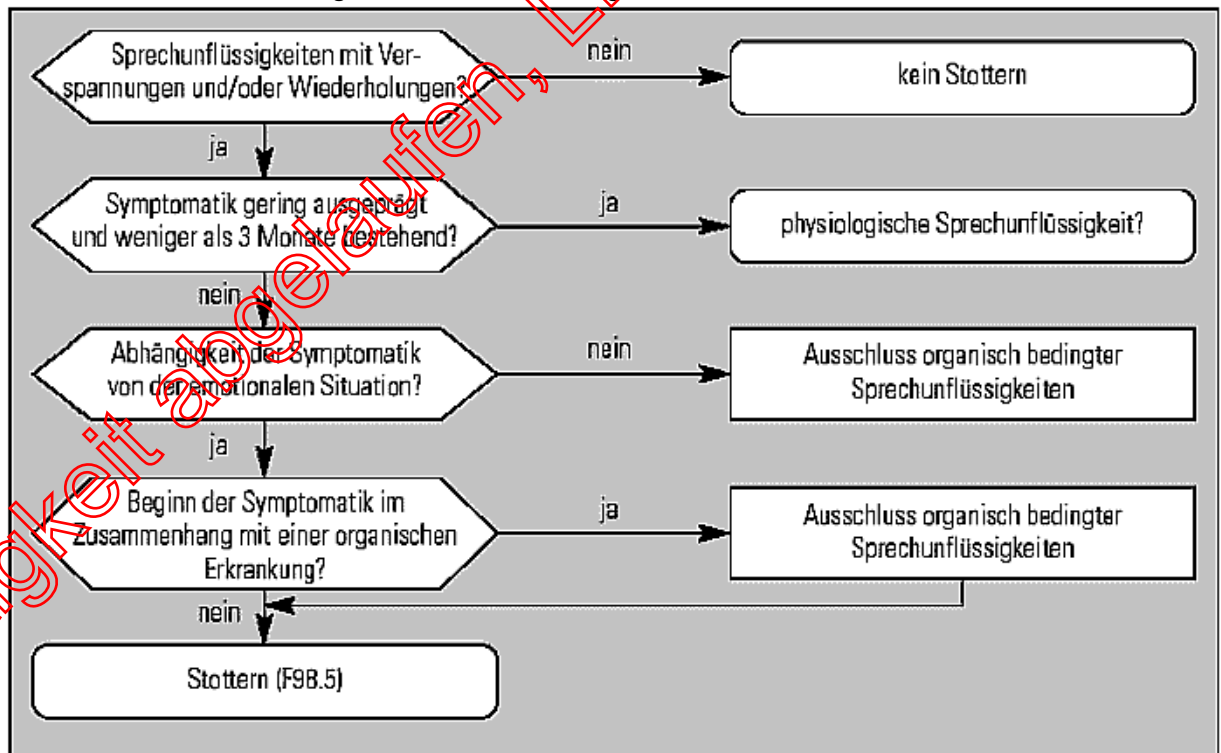 Sprechunflüssigkeiten mit Ver-
spannungen und/oder Wiederholungen?
nein
kein Stottern
ja
Symptomatik gering ausgeprägt
und weniger als 3 Monate bestehend?
ja
physiologische Sprechunflüssigkeit?
nein
Abhängigkeit der Symptomatik
von der emotionalen Situation?
nein
Ausschluss organisch bedingter
Sprechunflüssigkeiten
ja
Beginn der Symptomatik im
Zusammenhang mit einer organischen
Erkrankung?
ja
Ausschluss organisch bedingter
Sprechunflüssigkeiten
nein
Stottern (F98.5)
abgelaufen,